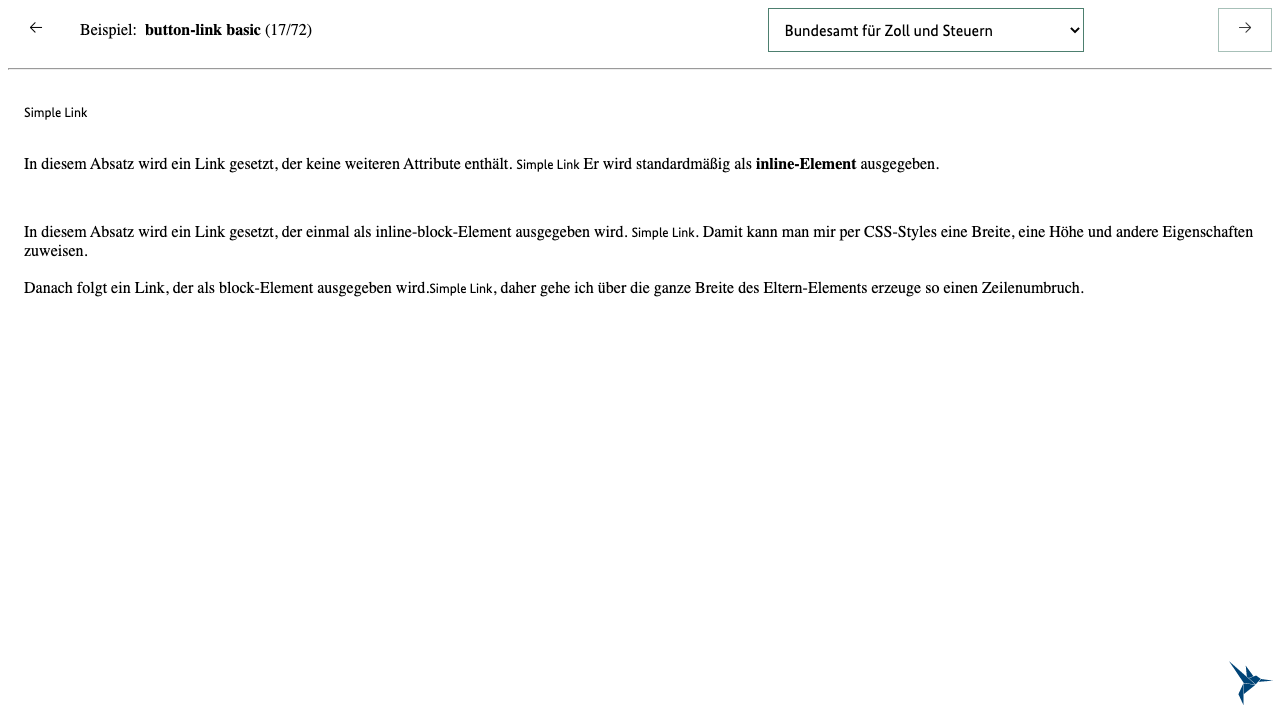 Beispiel: button-link basic (17/72)
Bundesamt für Zoll und Steuern
Simple Link
In diesem Absatz wird ein Link gesetzt, der keine weiteren Attribute enthält. Simple Link Er wird standardmäßig als inline-Element ausgegeben.
In diesem Absatz wird ein Link gesetzt, der einmal als inline-block-Element ausgegeben wird. Simple Link. Damit kann man mir per CSS-Styles eine Breite, eine Höhe und andere Eigenschaften
zuweisen.
Danach folgt ein Link, der als block-Element ausgegeben wird.Simple Link, daher gehe ich über die ganze Breite des Eltern-Elements erzeuge so einen Zeilenumbruch.